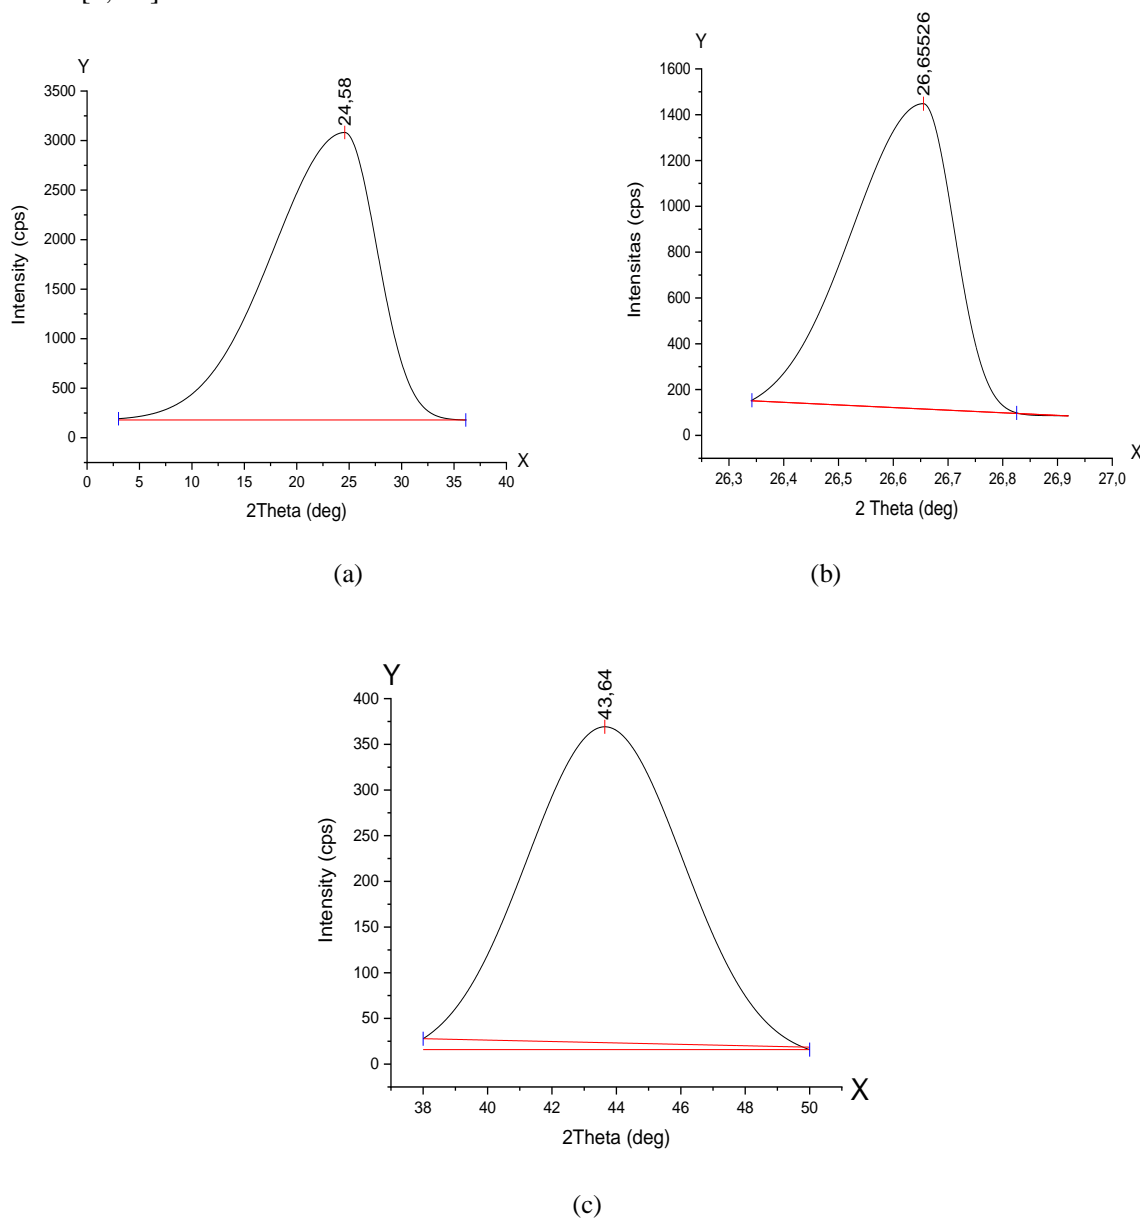 Y
24,58
3500
3000
2500
2000
1500
1000
500
0
Intensity (cps)
0 5 10 15 20 25 30 35 40
X
2Theta (deg)
(a)
Y
26,65526
1600
1400
1200
1000
800
600
400
200
0
Intensitas (cps)
26,3 26,4 26,5 26,6 26,7 26,8 26,9 27,0
X
2 Theta (deg)
(b)
Y
43,64
400
350
300
250
200
150
100
50
0
Intensity (cps)
38 40 42 44 46 48 50
X
2Theta (deg)
(c)